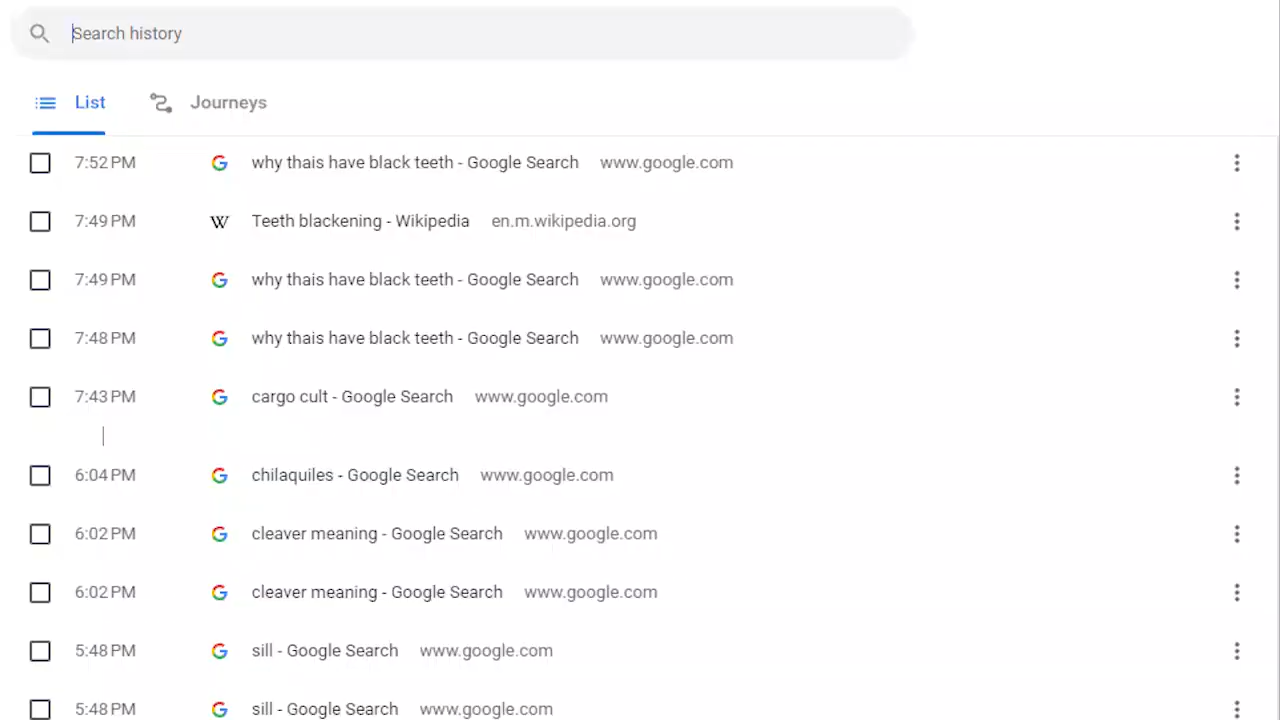 Search history
List Journeys
7:52 PM why thais have black teeth - Google Search www.google.com
7:49 PM W Teeth blackening - Wikipedia en.m.wikipedia.org
7:49 PM why thais have black teeth - Google Search www.google.com
7:48 PM why thais have black teeth - Google Search www.google.com
7:43 PM cargo cult - Google Search www.google.com
6:04 PM chilaquiles - Google Search www.google.com
6:02 PM cleaver meaning - Google Search www.google.com
6:02 PM cleaver meaning - Google Search www.google.com
5:48 PM sill - Google Search www.google.com
5:48 PM sill - Google Search www.google.com